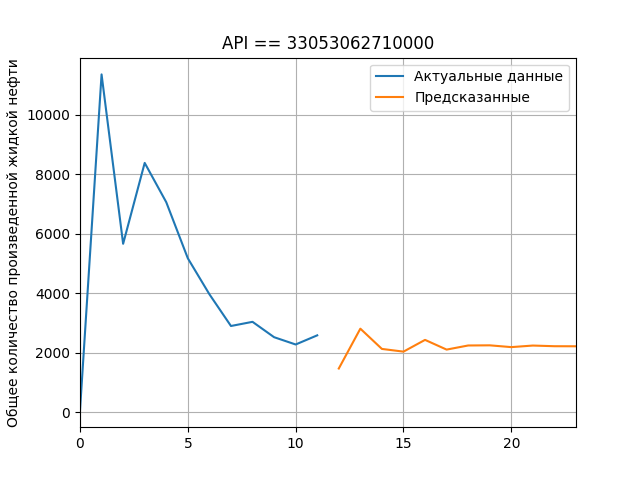 API == 33053062710000
Общее количество произведенной жидкой нефти
Актуальные данные
Предсказанные
10000
8000
6000
4000
2000
0
0 5 10 15 20